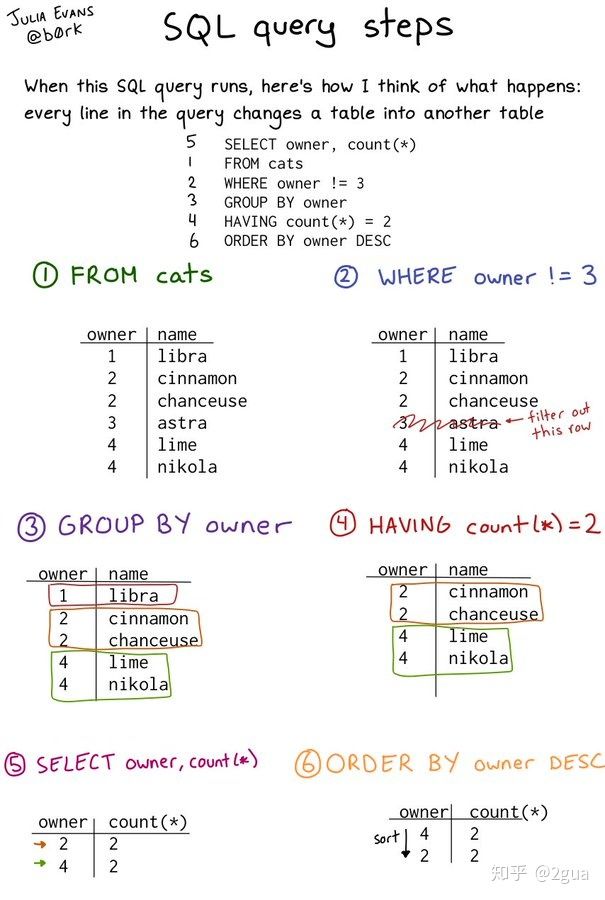 JULIA EVANS
@b0rk
SQL query steps
When this SQL query runs, here's how I think of what happens:
every line in the query changes a table into another table
5 SELECT owner, count(*)
1 FROM cats
2 WHERE owner != 3
3 GROUP BY owner
4 HAVING count(*) = 2
6 ORDER BY owner DESC
① FROM cats
owner name
1 libra
2 cinnamon
2 chanceuse
3 astra
4 lime
4 nikola
② WHERE owner != 3
owner name
1 libra
2 cinnamon
2 chanceuse
3 astra ← filter out
this row
4 lime
4 nikola
③ GROUP BY owner
owner name
1 libra
2 cinnamon
2 chanceuse
4 lime
4 nikola
④ HAVING count(*)=2
owner name
2 cinnamon
2 chanceuse
4 lime
4 nikola
⑤ SELECT owner, count(*)
owner count(*)
→ 2 2
→ 4 2
⑥ ORDER BY owner DESC
owner count(*)
sort ↓ 4 2
2 2
知乎 @2gua